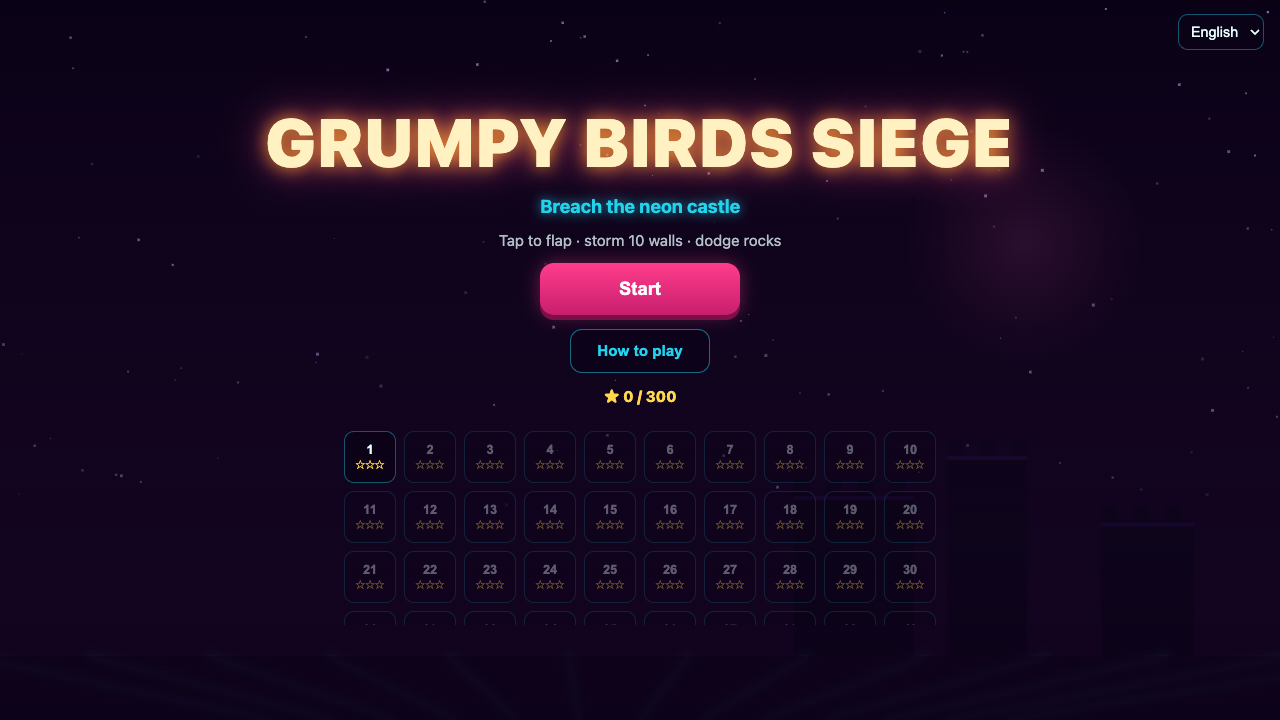 English
GRUMPY BIRDS SIEGE
Breach the neon castle
Tap to flap · storm 10 walls · dodge rocks
Start
How to play
⭐ 0 / 300
1 2 3 4 5 6 7 8 9 10
☆☆☆ ☆☆☆ ☆☆☆ ☆☆☆ ☆☆☆ ☆☆☆ ☆☆☆ ☆☆☆ ☆☆☆ ☆☆☆
11 12 13 14 15 16 17 18 19 20
☆☆☆ ☆☆☆ ☆☆☆ ☆☆☆ ☆☆☆ ☆☆☆ ☆☆☆ ☆☆☆ ☆☆☆ ☆☆☆
21 22 23 24 25 26 27 28 29 30
☆☆☆ ☆☆☆ ☆☆☆ ☆☆☆ ☆☆☆ ☆☆☆ ☆☆☆ ☆☆☆ ☆☆☆ ☆☆☆